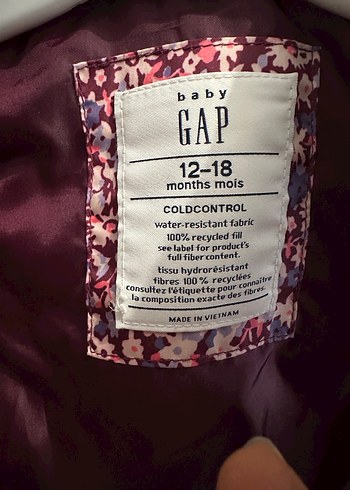 baby
GAP
12–18
months mois
COLDCONTROL
water-resistant fabric
100% recycled fill
see label for product's
full fiber content.
tissu hydrorésistant
fibres 100 % recyclées
consultez l'étiquette pour connaître
la composition exacte des fibres.
MADE IN VIETNAM